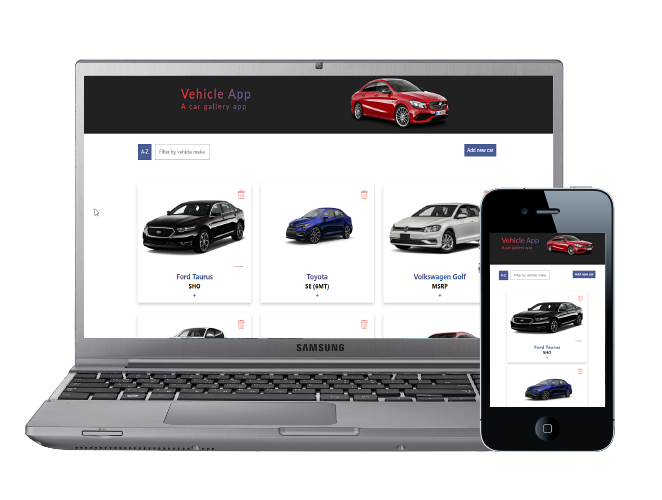 Vehicle App
A car gallery app
A-Z
Filter by vehicle make
Add new car
Ford Taurus
SHO
+
Toyota
SE (6MT)
+
Volkswagen Golf
MSRP
+
SAMSUNG
Vehicle App
A car gallery app
A-Z
Filter by vehicle make
Add new car
Ford Taurus
SHO
+